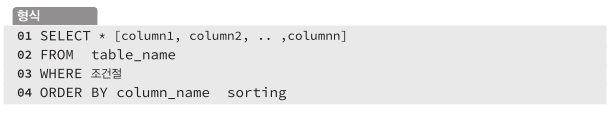 형식
01 SELECT * [column1, column2, .. ,columnn]
02 FROM  table_name
03 WHERE 조건절
04 ORDER BY column_name  sorting